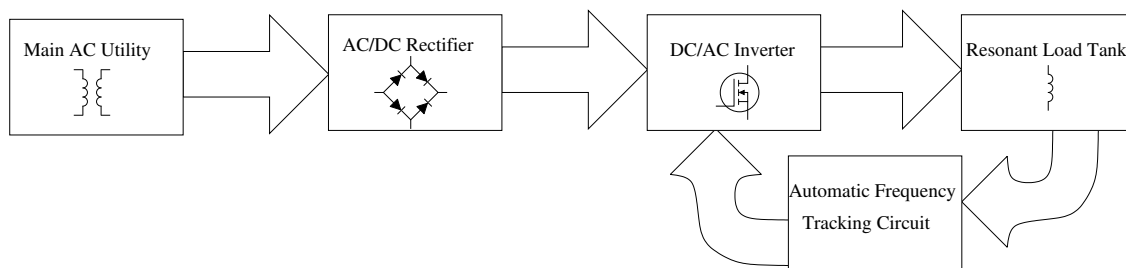 Main AC Utility
AC/DC Rectifier
DC/AC Inverter
Resonant Load Tank
Automatic Frequency
Tracking Circuit